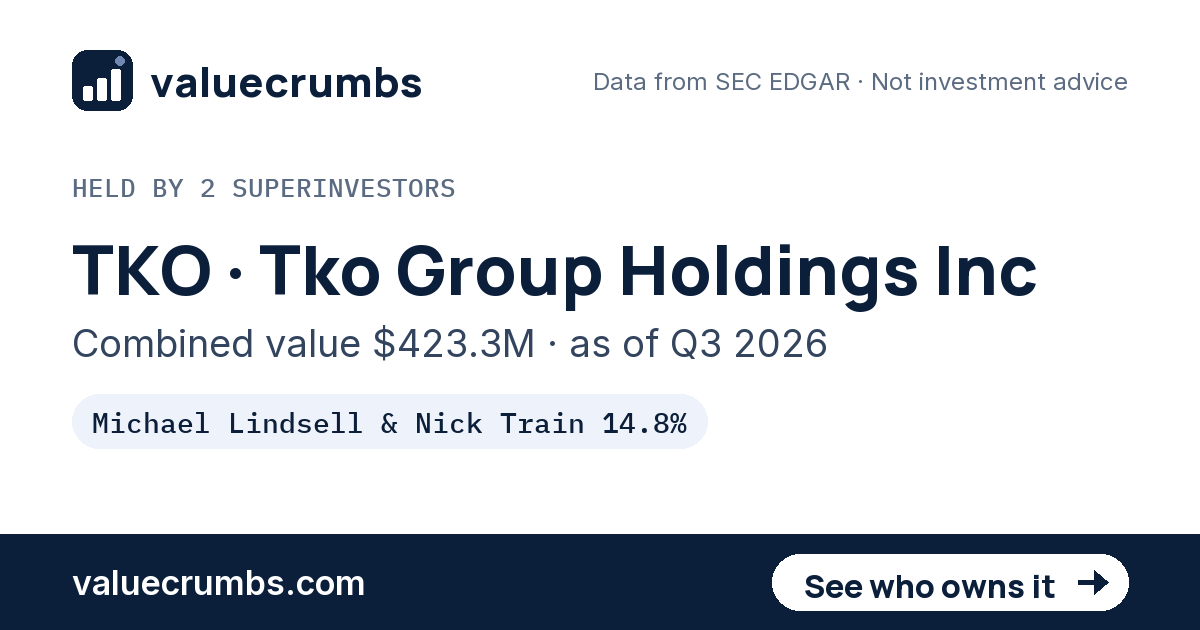 valuecrumbs
Data from SEC EDGAR · Not investment advice
HELD BY 2 SUPERINVESTORS
TKO · Tko Group Holdings Inc
Combined value $423.3M · as of Q3 2026
Michael Lindsell & Nick Train 14.8%
valuecrumbs.com
See who owns it →